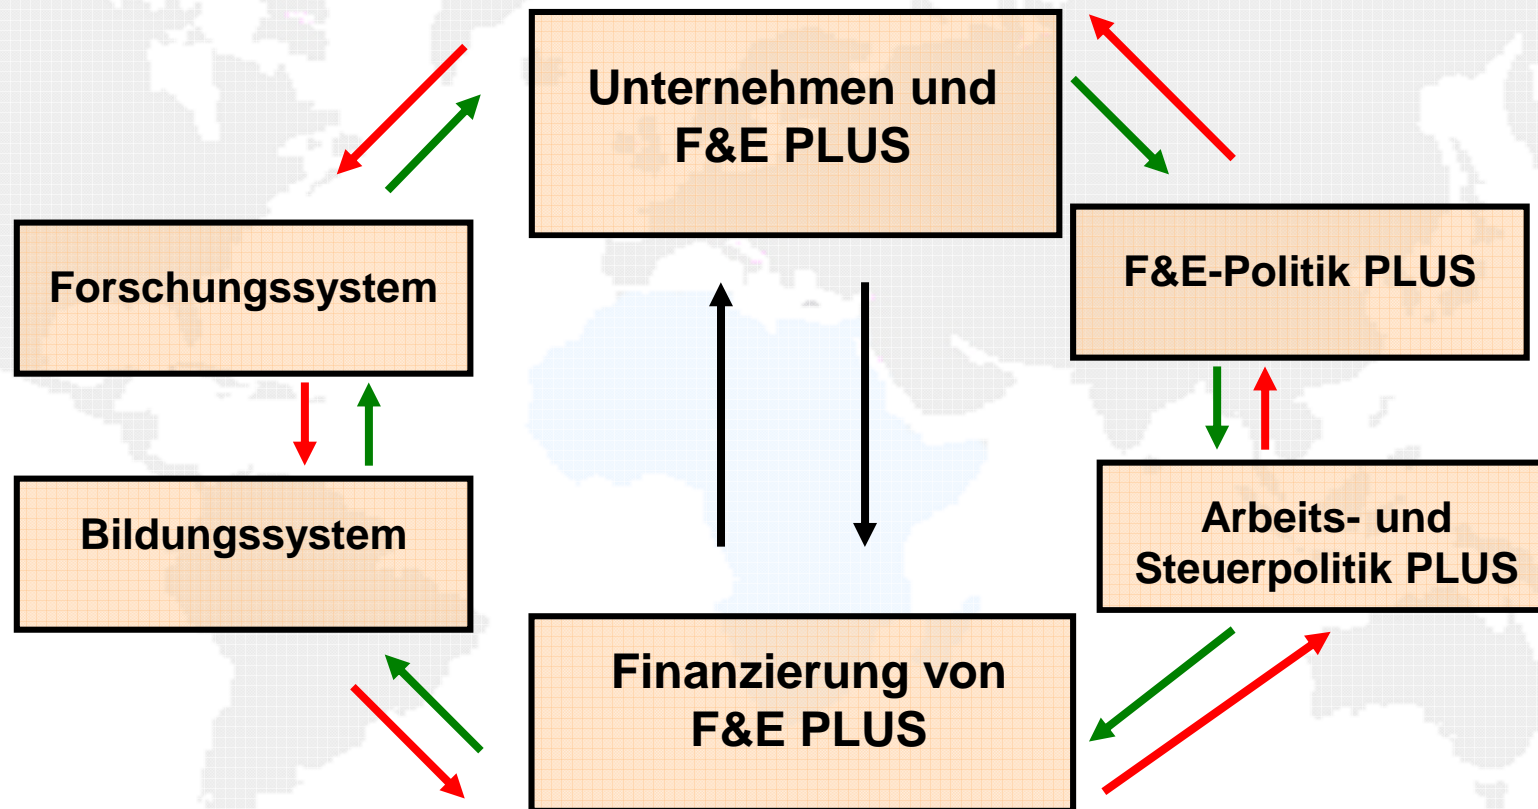 Unternehmen und
F&E PLUS
Forschungssystem
F&E-Politik PLUS
Bildungssystem
Arbeits- und
Steuerpolitik PLUS
Finanzierung von
F&E PLUS